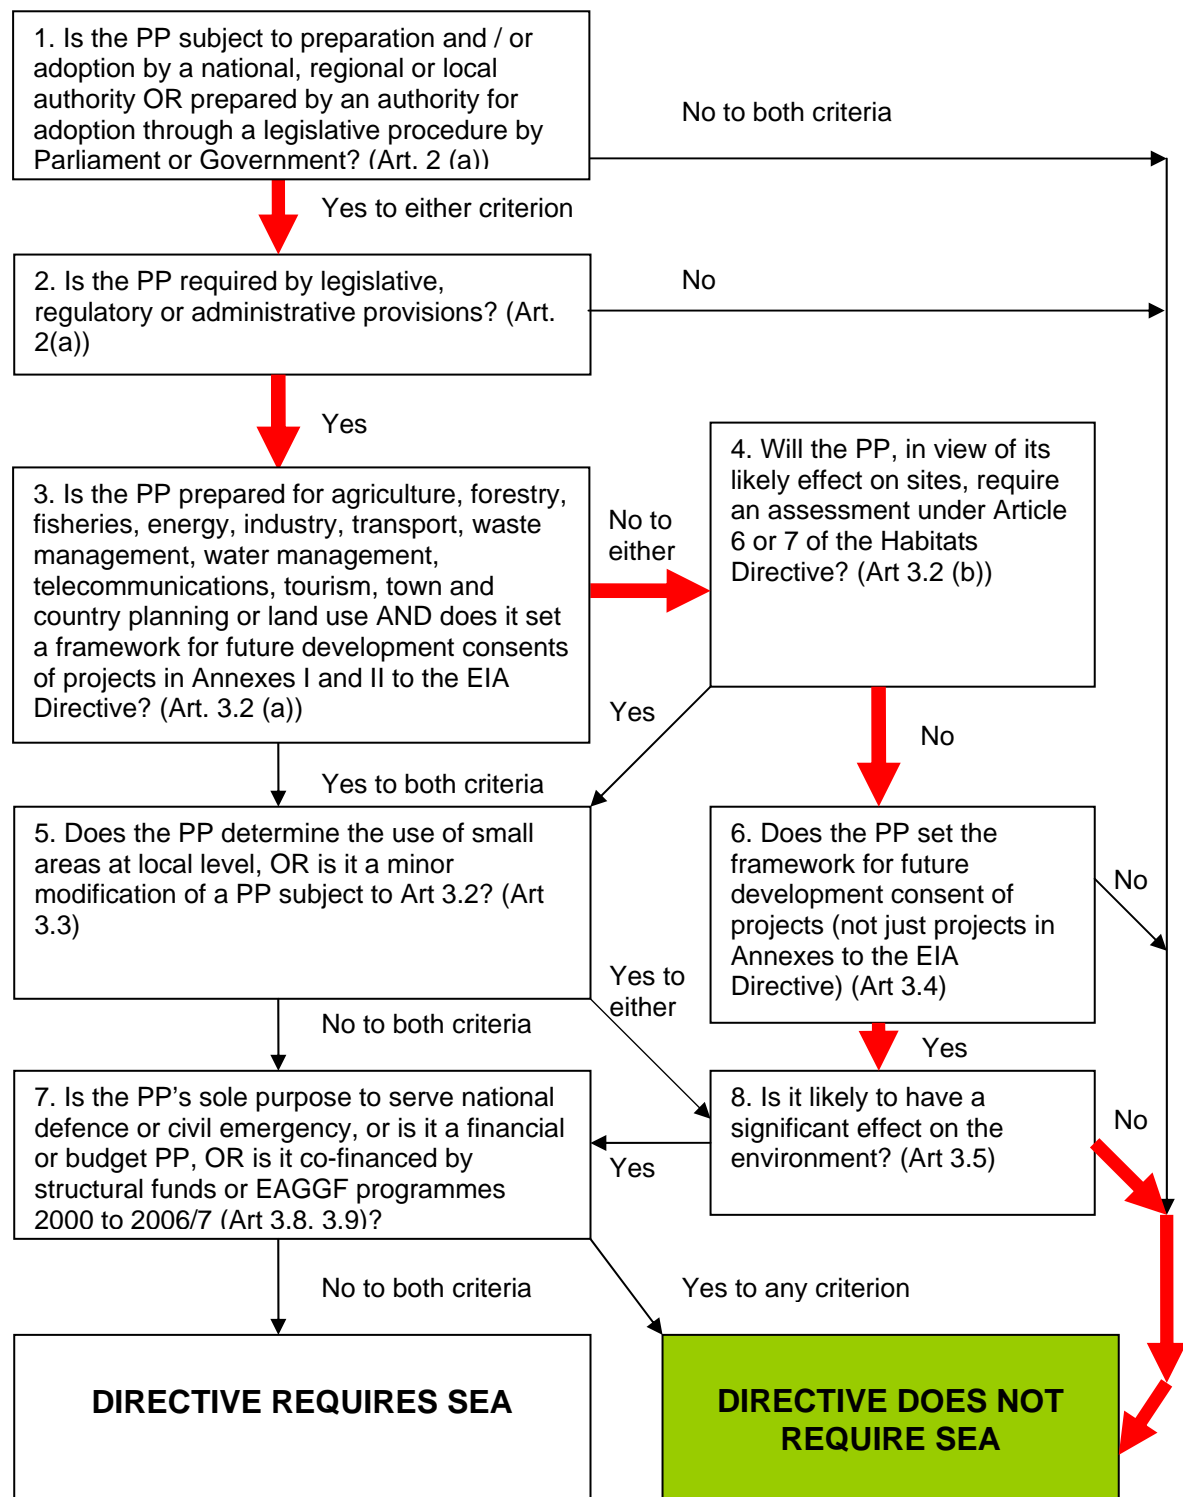 1. Is the PP subject to preparation and / or
adoption by a national, regional or local
authority OR prepared by an authority for
adoption through a legislative procedure by
Parliament or Government? (Art. 2 (a))
No to both criteria
Yes to either criterion
2. Is the PP required by legislative,
regulatory or administrative provisions? (Art.
2(a))
No
Yes
3. Is the PP prepared for agriculture, forestry,
fisheries, energy, industry, transport, waste
management, water management,
telecommunications, tourism, town and
country planning or land use AND does it set
a framework for future development consents
of projects in Annexes I and II to the EIA
Directive? (Art. 3.2 (a))
No to
either
4. Will the PP, in view of its
likely effect on sites, require
an assessment under Article
6 or 7 of the Habitats
Directive? (Art 3.2 (b))
Yes
No
Yes to both criteria
5. Does the PP determine the use of small
areas at local level, OR is it a minor
modification of a PP subject to Art 3.2? (Art
3.3)
6. Does the PP set the
framework for future
development consent of
projects (not just projects in
Annexes to the EIA
Directive) (Art 3.4)
No
Yes to
either
No to both criteria
Yes
7. Is the PP’s sole purpose to serve national
defence or civil emergency, or is it a financial
or budget PP, OR is it co-financed by
structural funds or EAGGF programmes
2000 to 2006/7 (Art 3.8, 3.9)?
Yes
8. Is it likely to have a
significant effect on the
environment? (Art 3.5)
No
No to both criteria
Yes to any criterion
DIRECTIVE REQUIRES SEA
DIRECTIVE DOES NOT
REQUIRE SEA